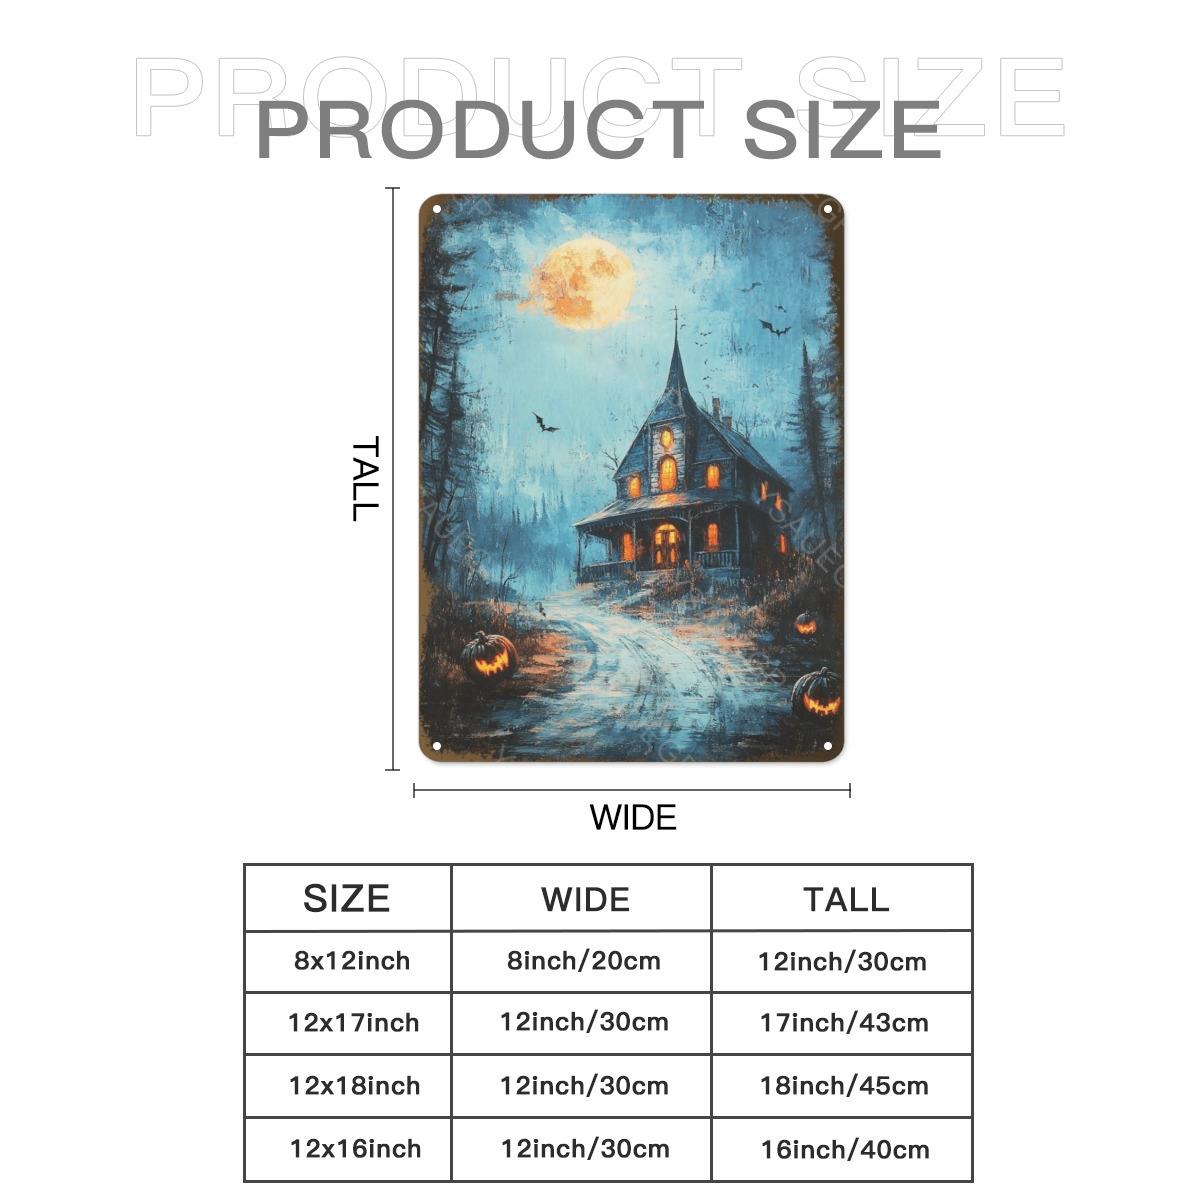 PRODUCT SIZE
PRODUCT SIZE
TALL
WIDE
SIZE WIDE TALL
8x12inch 8inch/20cm 12inch/30cm
12x17inch 12inch/30cm 17inch/43cm
12x18inch 12inch/30cm 18inch/45cm
12x16inch 12inch/30cm 16inch/40cm